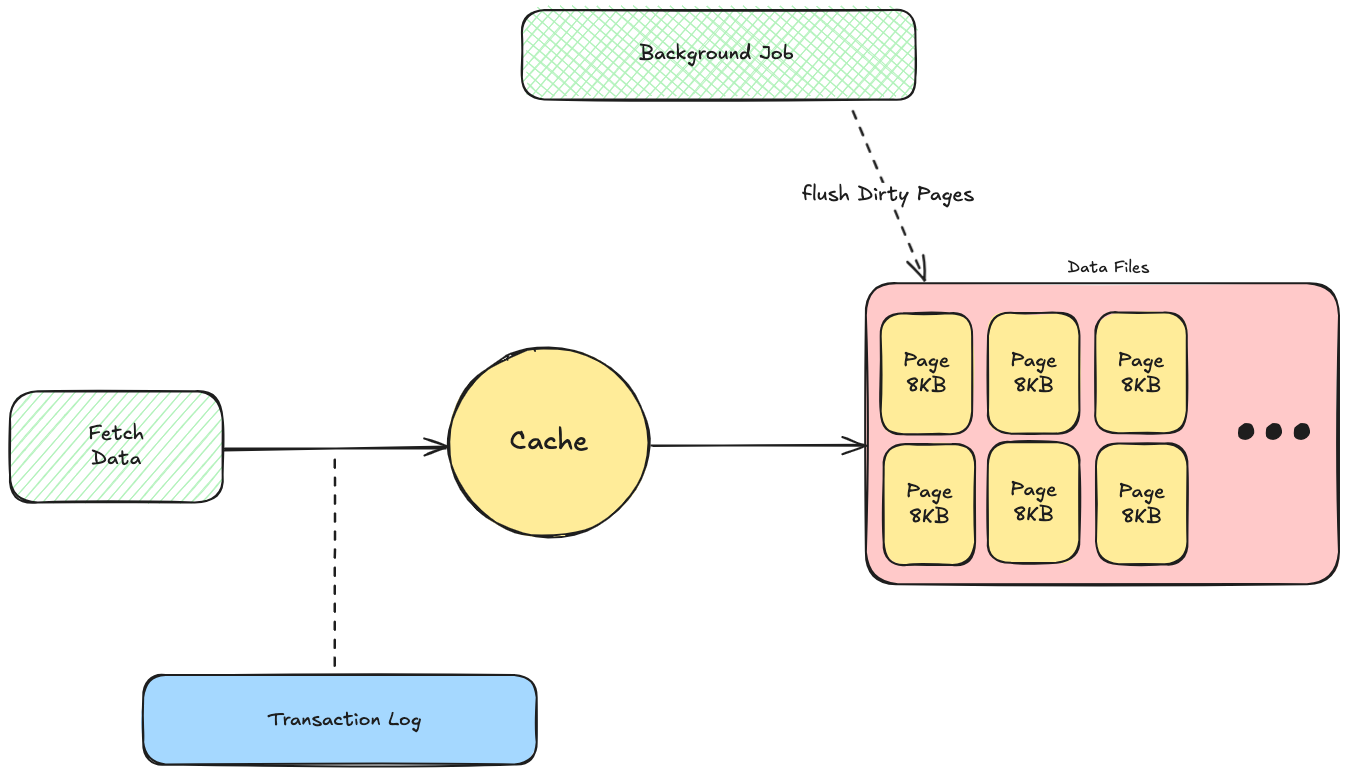 Background Job
flush Dirty Pages
Data Files
Page
8KB
Page
8KB
Page
8KB
Fetch
Data
Cache
Page
8KB
Page
8KB
Page
8KB
Transaction Log